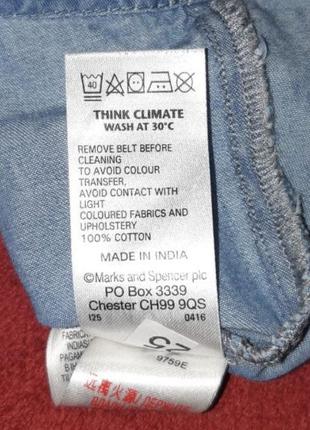 40
THINK CLIMATE
WASH AT 30°C
REMOVE BELT BEFORE
CLEANING
TO AVOID COLOUR
TRANSFER,
AVOID CONTACT WITH
LIGHT
COLOURED FABRICS AND
UPHOLSTERY
100% COTTON
MADE IN INDIA
©Marks and Spencer plc
PO Box 3339
Chester CH99 9QS
I25 0416
9759E
FABRICA
INDIAS
PAGAM